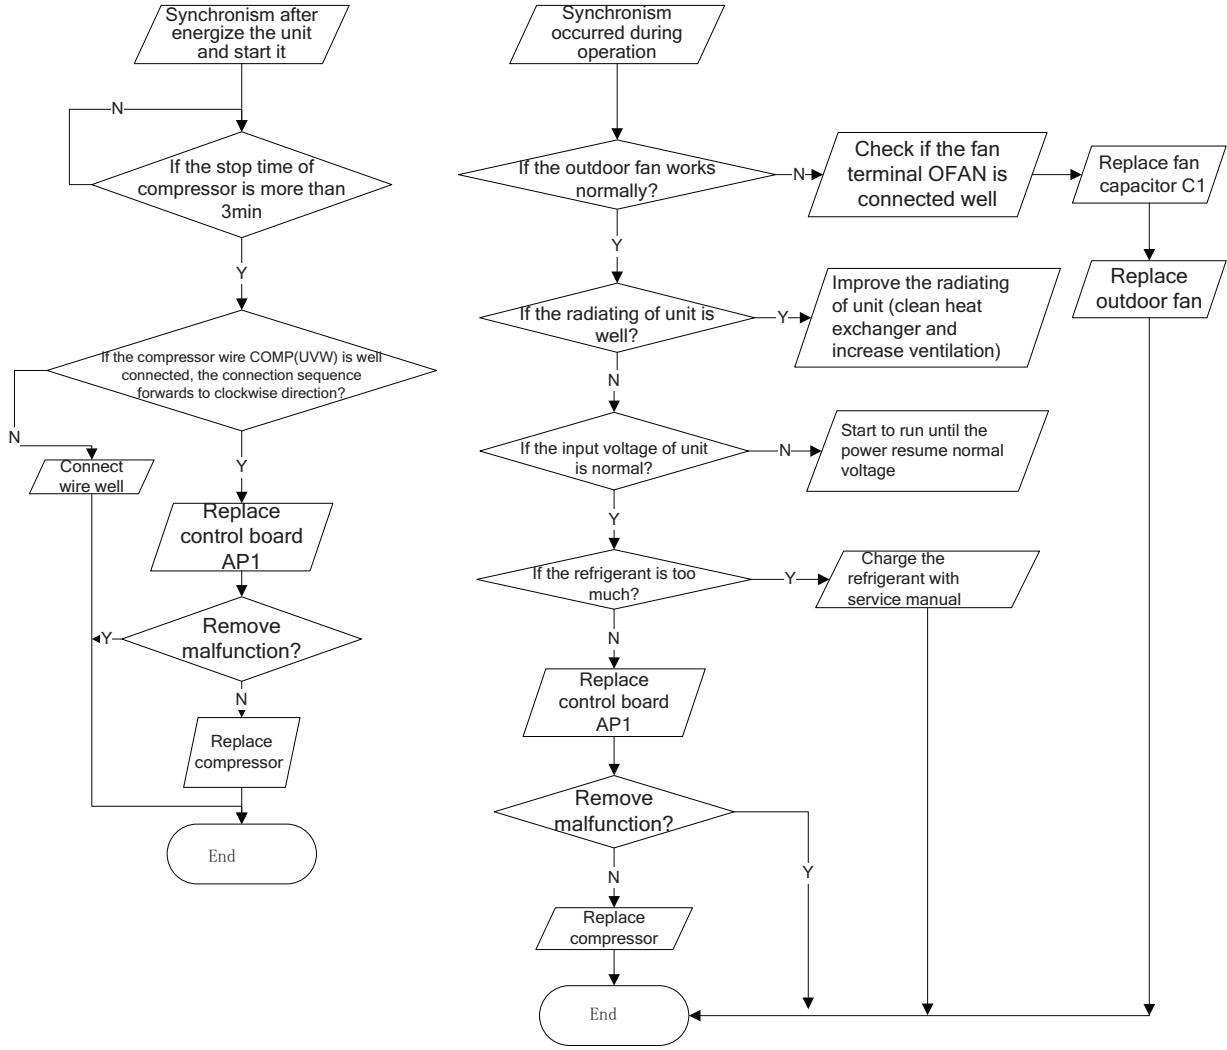 Synchronism after
energize the unit
and start it
N
If the stop time of
compressor is more than
3min
Y
If the compressor wire COMP(UVW) is well
connected, the connection sequence
forwards to clockwise direction?
N
Connect
wire well
Y
Replace
control board
AP1
Remove
malfunction?
Y
N
Replace
compressor
End
Synchronism
occurred during
operation
If the outdoor fan works
normally?
N
Check if the fan
terminal OFAN is
connected well
Replace fan
capacitor C1
Replace
outdoor fan
Y
If the radiating of unit is
well?
Y
Improve the radiating
of unit (clean heat
exchanger and
increase ventilation)
N
If the input voltage of unit
is normal?
N
Start to run until the
power resume normal
voltage
Y
If the refrigerant is too
much?
Y
Charge the
refrigerant with
service manual
N
Replace
control board
AP1
Remove
malfunction?
Y
N
Replace
compressor
End